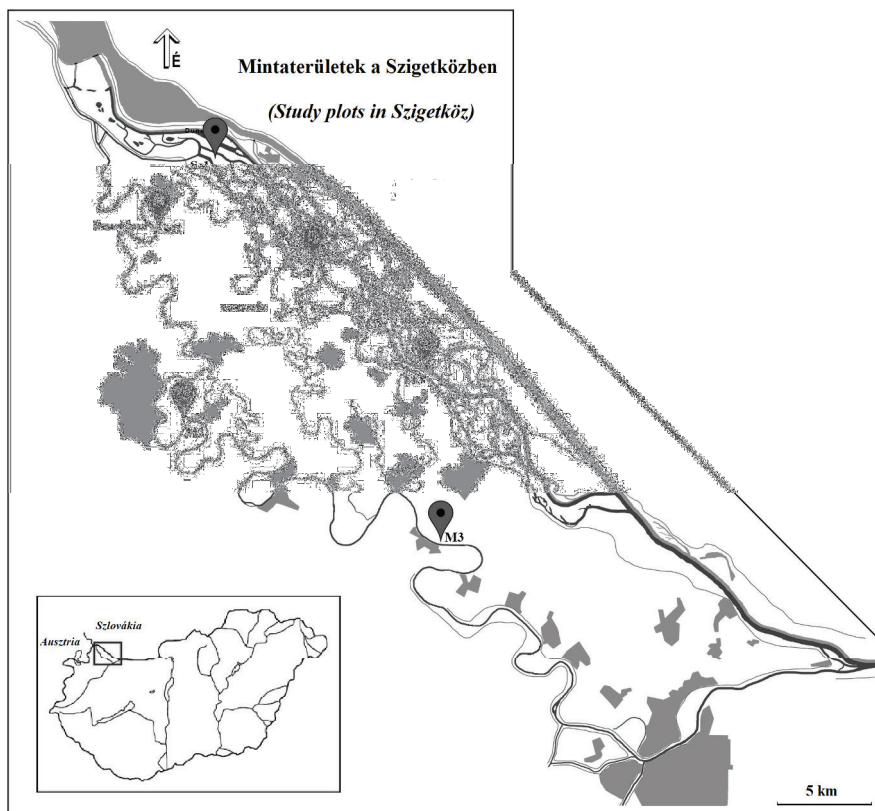 É
Mintaterületek a Szigetközben
(Study plots in Szigetköz)
M3
Szlovákia
Ausztria
5 km